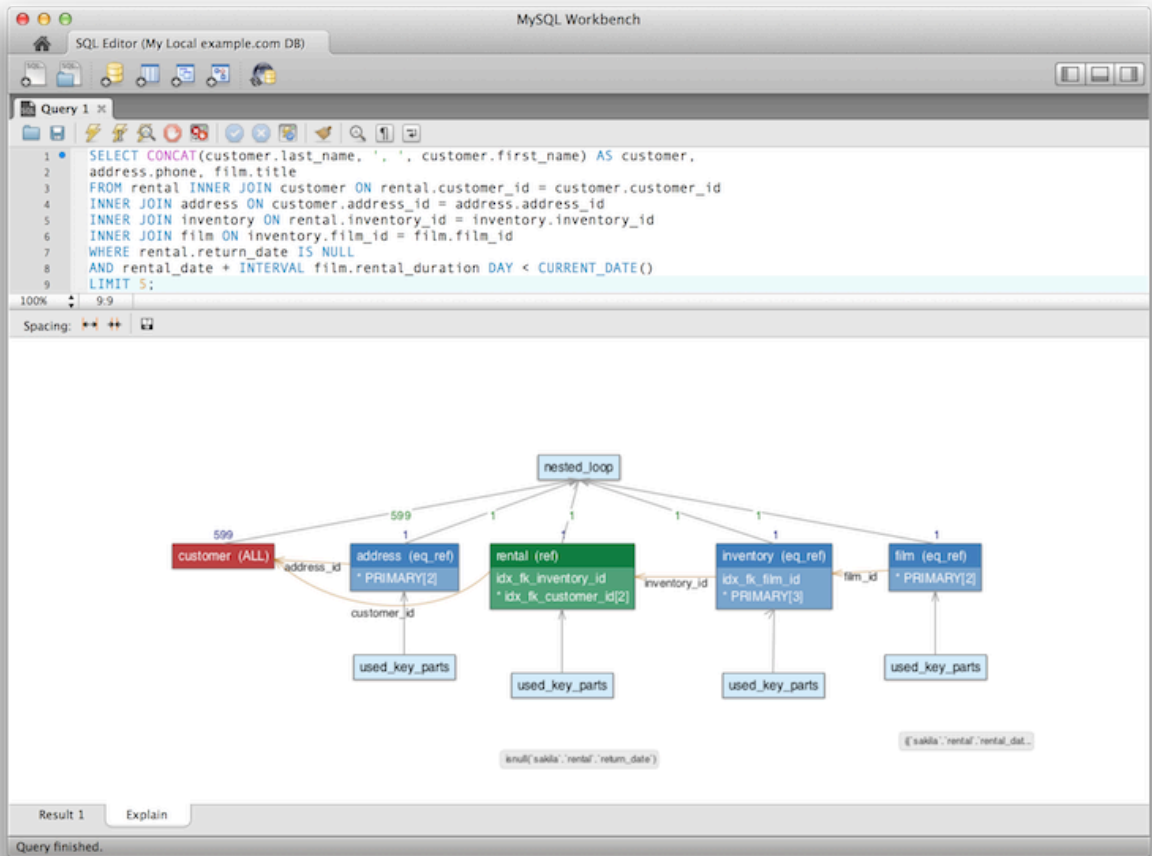 MySQL Workbench
SQL Editor (My Local example.com DB)
Query 1
1 SELECT CONCAT(customer.last_name, ', ', customer.first_name) AS customer,
2 address.phone, film.title
3 FROM rental INNER JOIN customer ON rental.customer_id = customer.customer_id
4 INNER JOIN address ON customer.address_id = address.address_id
5 INNER JOIN inventory ON rental.inventory_id = inventory.inventory_id
6 INNER JOIN film ON inventory.film_id = film.film_id
7 WHERE rental.return_date IS NULL
8 AND rental_date + INTERVAL film.rental_duration DAY < CURRENT_DATE()
9 LIMIT 5;
100% 9:9
Spacing:
nested_loop
599 1 1 1 1
599 1 1 1 1
customer (ALL) address (eq_ref) rental (ref) inventory (eq_ref) film (eq_ref)
address_id * PRIMARY[2] idx_fk_inventory_id inventory_id idx_fk_film_id film_id * PRIMARY[2]
* idx_fk_customer_id[2] * PRIMARY[3]
customer_id
used_key_parts used_key_parts used_key_parts used_key_parts
((`sakila`.`rental`.`rental_dat...
isnull(`sakila`.`rental`.`return_date`)
Result 1 Explain
Query finished.